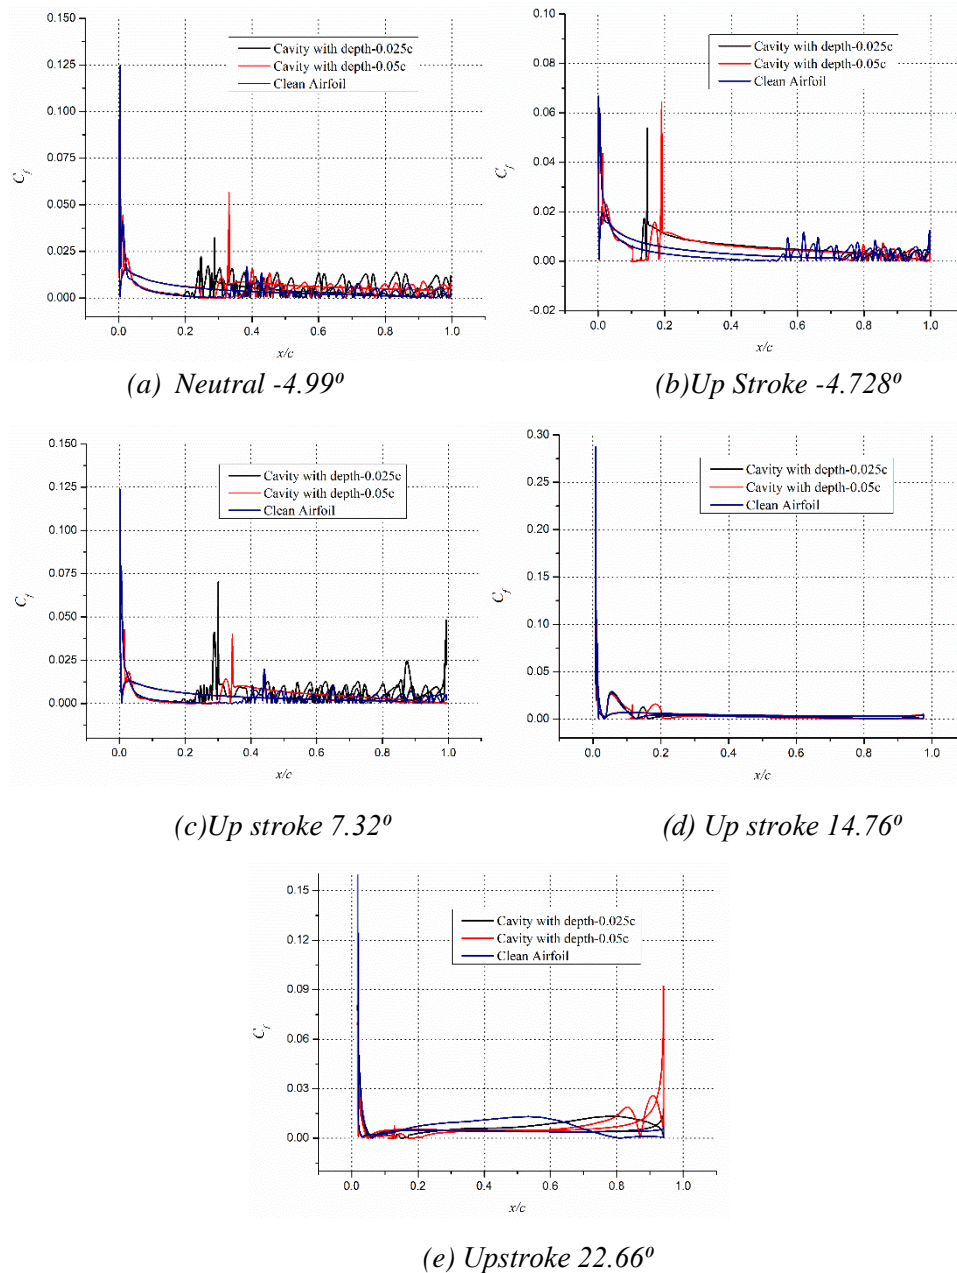 0.150
0.125
0.100
0.075
0.050
0.025
0.000
C_f
Cavity with depth-0.025c
Cavity with depth-0.05c
Clean Airfoil
0.0 0.2 0.4 0.6 0.8 1.0
x/c
(a) Neutral -4.99⁰
0.10
0.08
0.06
0.04
0.02
0.00
-0.02
C_f
Cavity with depth-0.025c
Cavity with depth-0.05c
Clean Airfoil
0.0 0.2 0.4 0.6 0.8 1.0
x/c
(b)Up Stroke -4.728⁰
0.150
0.125
0.100
0.075
0.050
0.025
0.000
C_f
Cavity with depth-0.025c
Cavity with depth-0.05c
Clean Airfoil
0.0 0.2 0.4 0.6 0.8 1.0
x/c
(c)Up stroke 7.32⁰
0.30
0.25
0.20
0.15
0.10
0.05
0.00
C_f
Cavity with depth-0.025c
Cavity with depth-0.05c
Clean Airfoil
0.0 0.2 0.4 0.6 0.8 1.0
x/c
(d) Up stroke 14.76⁰
0.15
0.12
0.09
0.06
0.03
0.00
C_f
Cavity with depth-0.025c
Cavity with depth-0.05c
Clean Airfoil
0.0 0.2 0.4 0.6 0.8 1.0
x/c
(e) Upstroke 22.66⁰